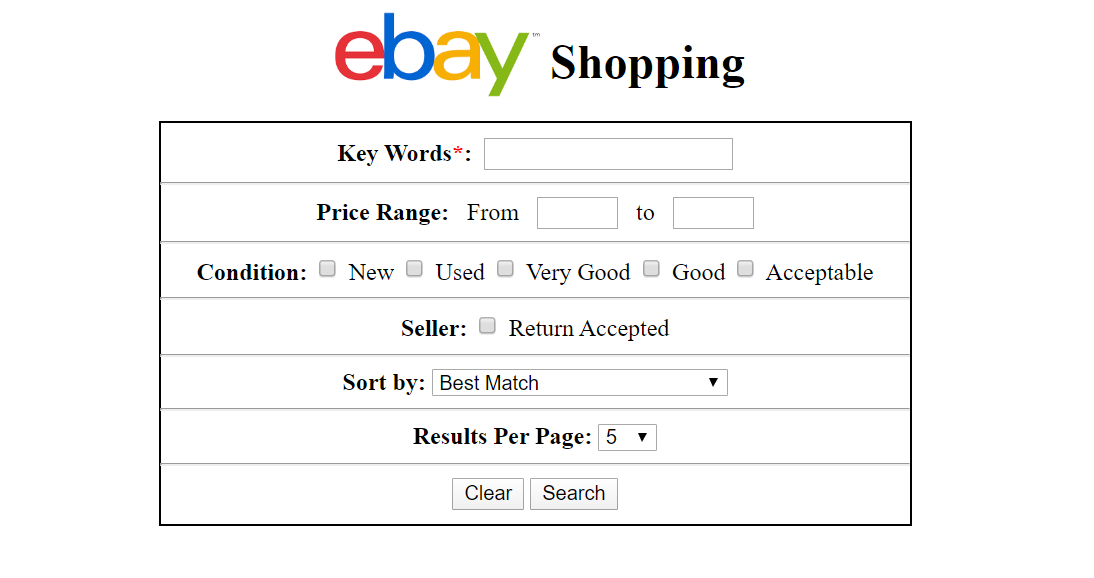 ebay™ Shopping
Key Words*:
Price Range: From to
Condition: New Used Very Good Good Acceptable
Seller: Return Accepted
Sort by: Best Match
Results Per Page: 5
Clear Search